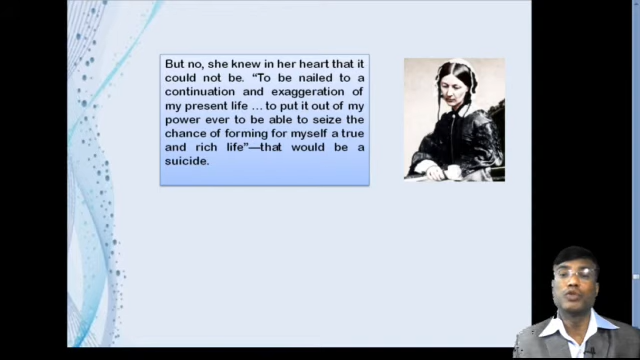 But no, she knew in her heart that it
could not be. “To be nailed to a
continuation and exaggeration of
my present life … to put it out of my
power ever to be able to seize the
chance of forming for myself a true
and rich life”—that would be a
suicide.